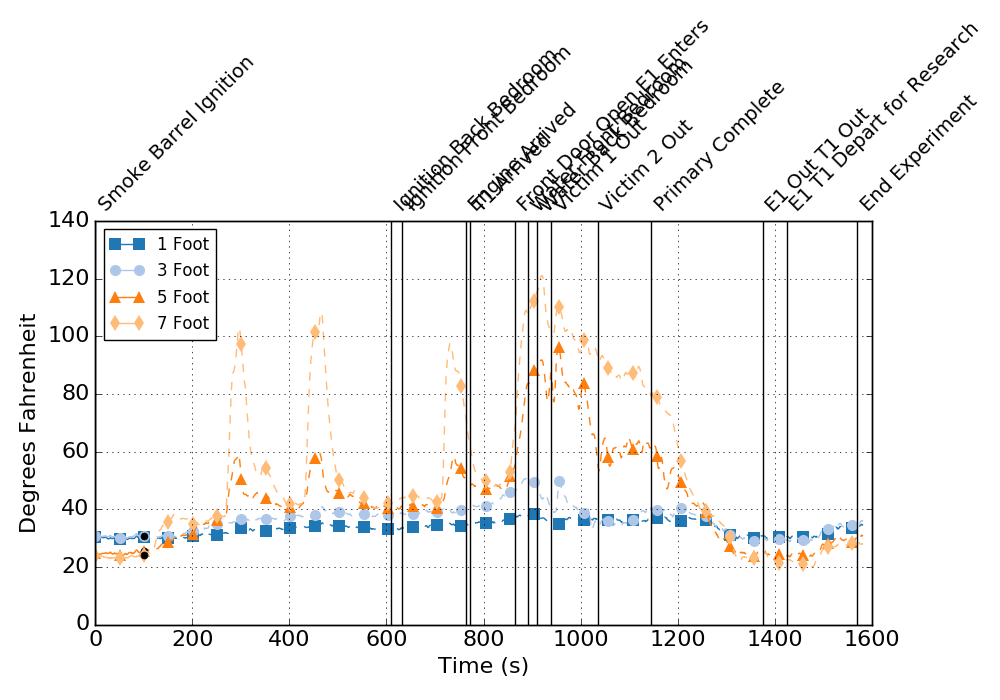 Smoke Barrel Ignition
Ignition Back Bedroom
Ignition Front Bedroom
Engine Arrived
T1 Arrived
Front Door Open E1 Enters
Water Front Bedroom
Water Back Bedroom
Victim 1 Out
Victim 2 Out
Primary Complete
E1 Out T1 Out
E1 T1 Depart for Research
End Experiment
140
120
100
80
60
40
20
0
Degrees Fahrenheit
1 Foot
3 Foot
5 Foot
7 Foot
0 200 400 600 800 1000 1200 1400 1600
Time (s)